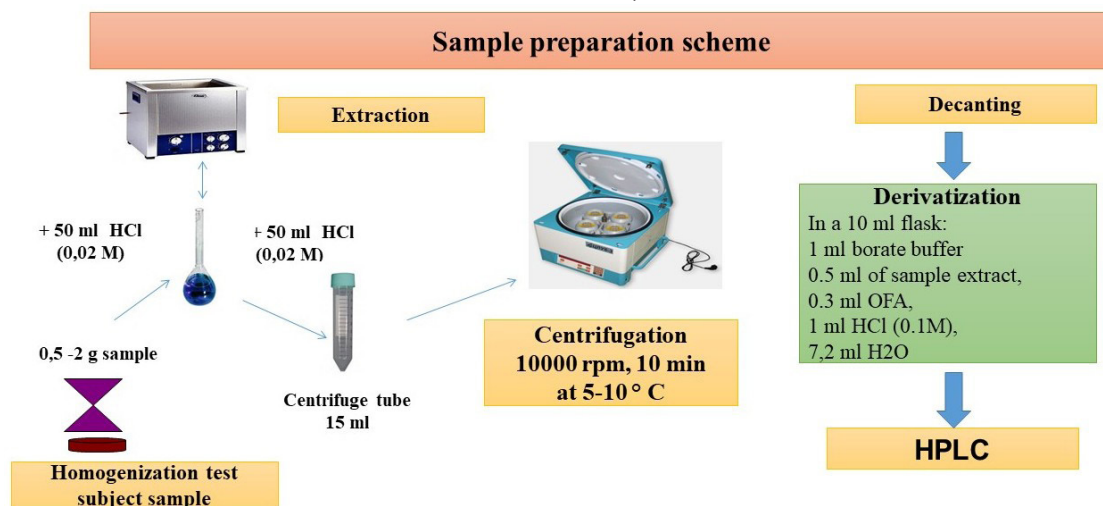 Sample preparation scheme
Extraction
+ 50 ml HCl
(0,02 M)
+ 50 ml HCl
(0,02 M)
0,5 -2 g sample
Homogenization test
subject sample
Centrifuge tube
15 ml
Centrifugation
10000 rpm, 10 min
at 5-10 ° C
Decanting
Derivatization
In a 10 ml flask:
1 ml borate buffer
0.5 ml of sample extract,
0.3 ml OFA,
1 ml HCl (0.1M),
7,2 ml H2O
HPLC